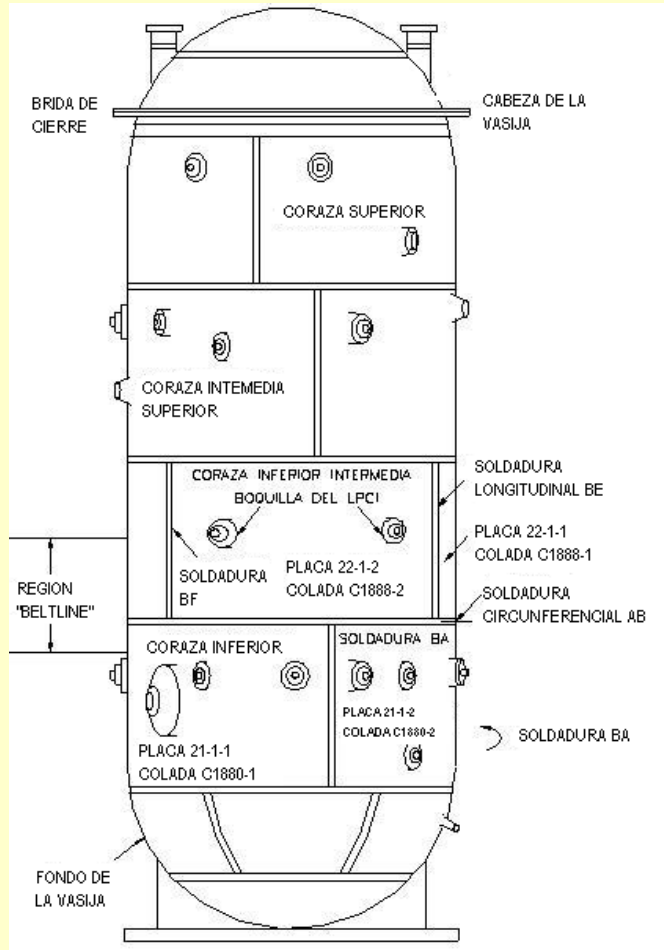 BRIDA DE
CIERRE
CABEZA DE LA
VASIJA
CORAZA SUPERIOR
CORAZA INTEMEDIA
SUPERIOR
CORAZA INFERIOR INTERMEDIA
BOQUILLA DEL LPCI
SOLDADURA
LONGITUDINAL BE
PLACA 22-1-1
COLADA C1888-1
SOLDADURA
BF
PLACA 22-1-2
COLADA C1888-2
REGION
"BELTLINE"
SOLDADURA
CIRCUNFERENCIAL AB
CORAZA INFERIOR
SOLDADURA BA
PLACA 21-1-1
COLADA C1880-1
PLACA 21-1-2
COLADA C1880-2
SOLDADURA BA
FONDO DE
LA VASIJA